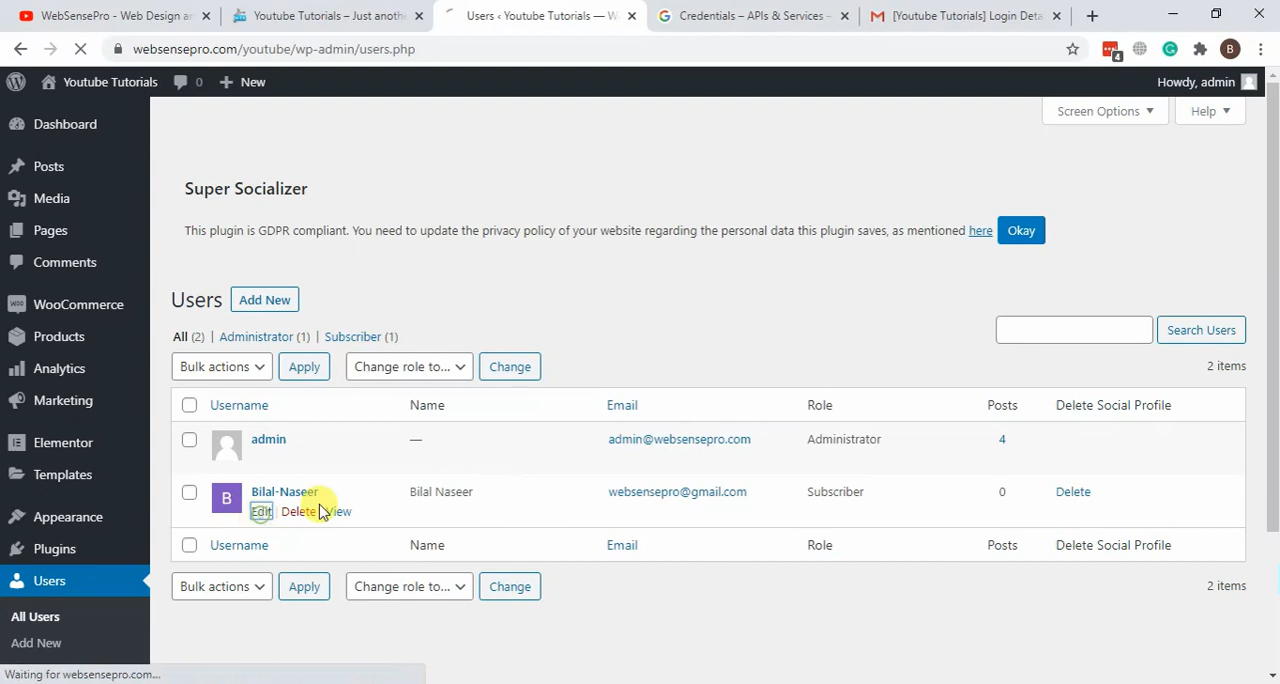 WebSensePro - Web Design ar
Youtube Tutorials – Just anothe
Users ‹ Youtube Tutorials — W
Credentials – APIs & Services –
[Youtube Tutorials] Login Deta
websensepro.com/youtube/wp-admin/users.php
4
B
Youtube Tutorials
0
New
Howdy, admin
Screen Options
Help
Dashboard
Posts
Media
Pages
Comments
WooCommerce
Products
Analytics
Marketing
Elementor
Templates
Appearance
Plugins
Users
All Users
Add New
Super Socializer
This plugin is GDPR compliant. You need to update the privacy policy of your website regarding the personal data this plugin saves, as mentioned here
Okay
Users
Add New
All (2) | Administrator (1) | Subscriber (1)
Search Users
Bulk actions
Apply
Change role to...
Change
2 items
Username
Name
Email
Role
Posts
Delete Social Profile
admin
—
admin@websensepro.com
Administrator
4
B
Bilal-Naseer
Bilal Naseer
websensepro@gmail.com
Subscriber
0
Delete
Edit | Delete View
Username
Name
Email
Role
Posts
Delete Social Profile
Bulk actions
Apply
Change role to...
Change
2 items
Waiting for websensepro.com...